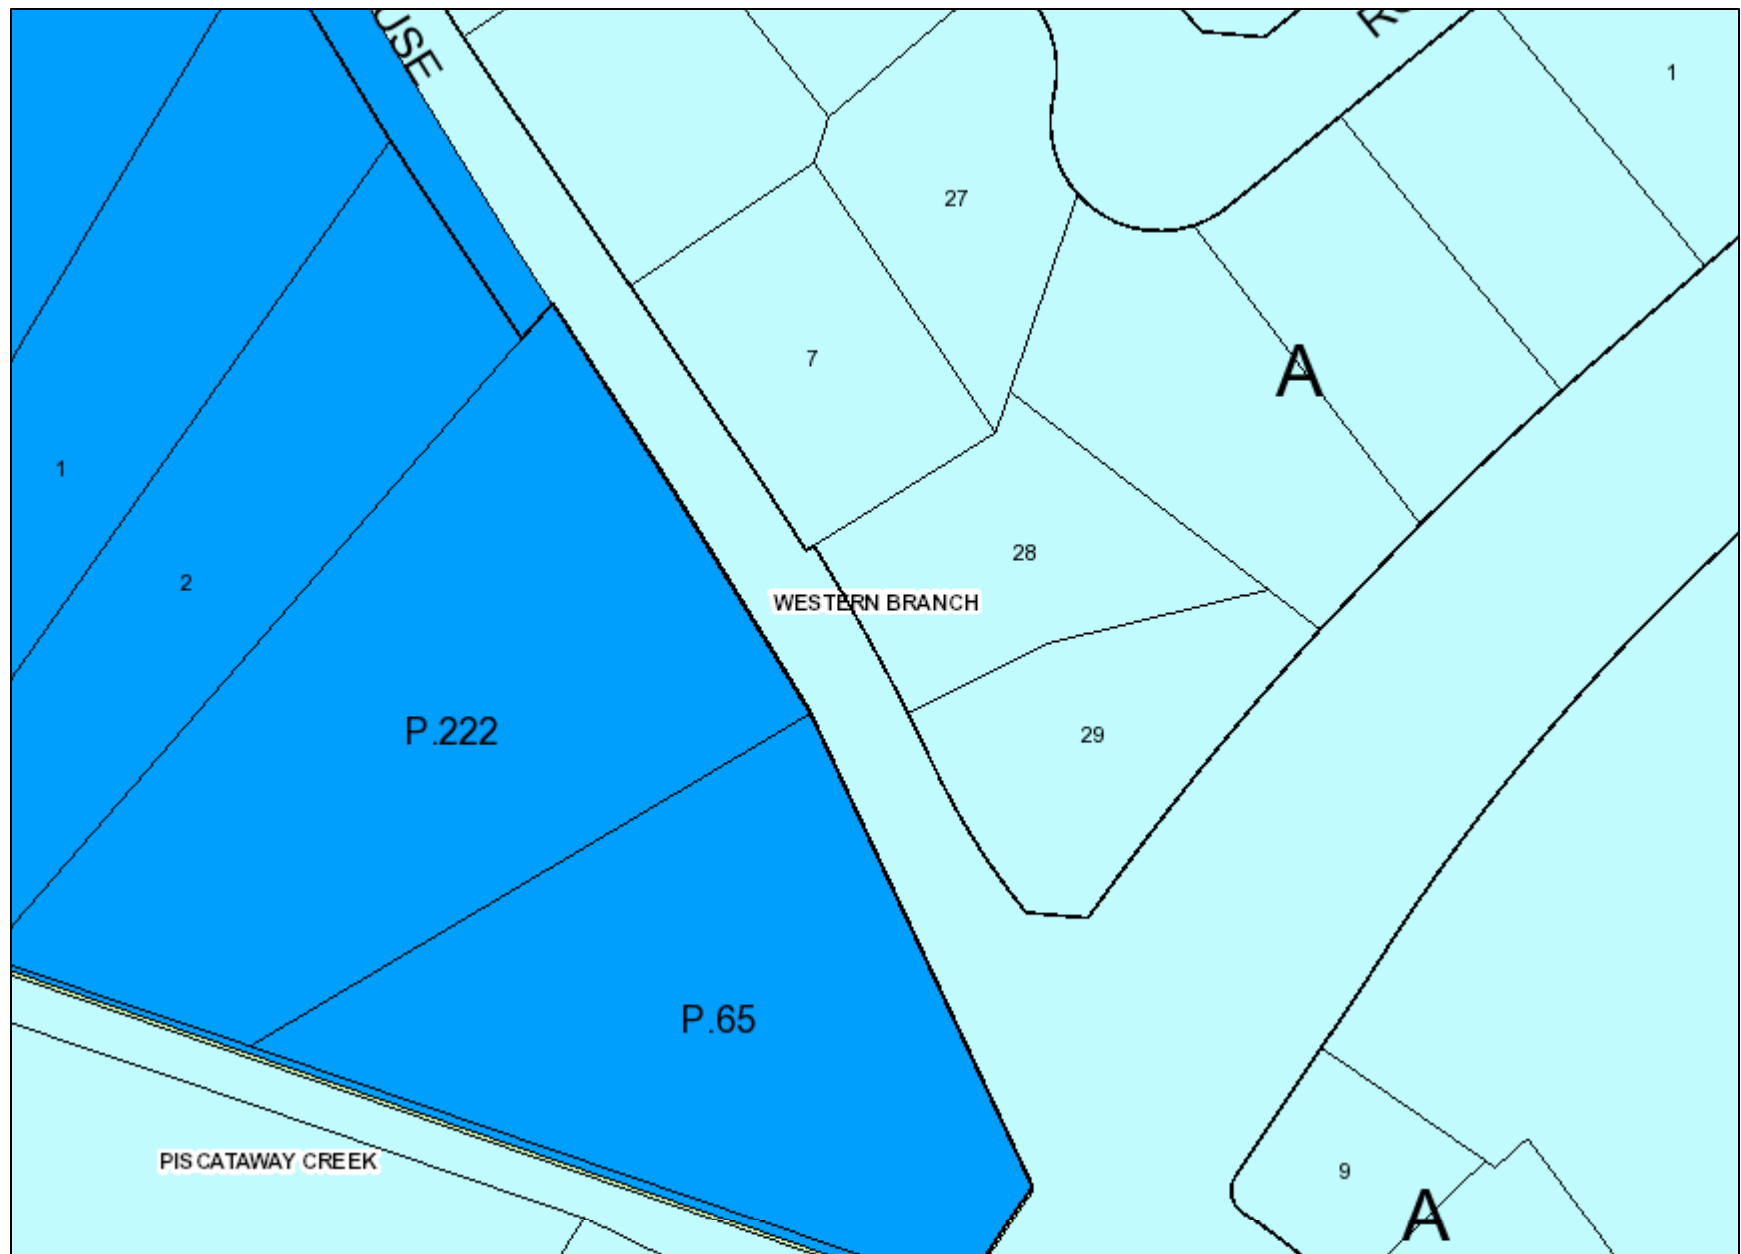 USE
1
27
7
A
1
28
2
WESTERN BRANCH
P.222
29
P.65
PISCATAWAY CREEK
9
A